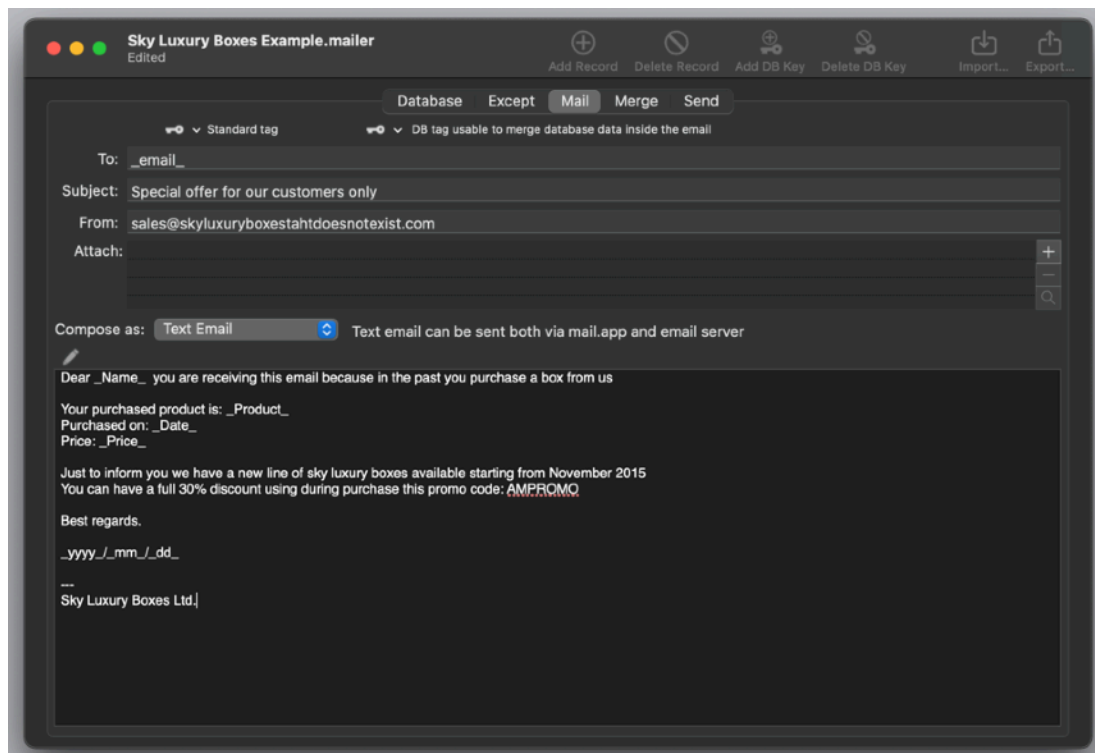 Sky Luxury Boxes Example.mailer
Edited
Add Record Delete Record Add DB Key Delete DB Key Import... Export...
Database Except Mail Merge Send
Standard tag DB tag usable to merge database data inside the email
To: _email_
Subject: Special offer for our customers only
From: sales@skyluxuryboxestahtdoesnotexist.com
Attach:
Compose as: Text Email Text email can be sent both via mail.app and email server
Dear _Name_ you are receiving this email because in the past you purchase a box from us
Your purchased product is: _Product_
Purchased on: _Date_
Price: _Price_
Just to inform you we have a new line of sky luxury boxes available starting from November 2015
You can have a full 30% discount using during purchase this promo code: AMPROMO
Best regards.
_yyyy_/_mm_/_dd_
---
Sky Luxury Boxes Ltd.